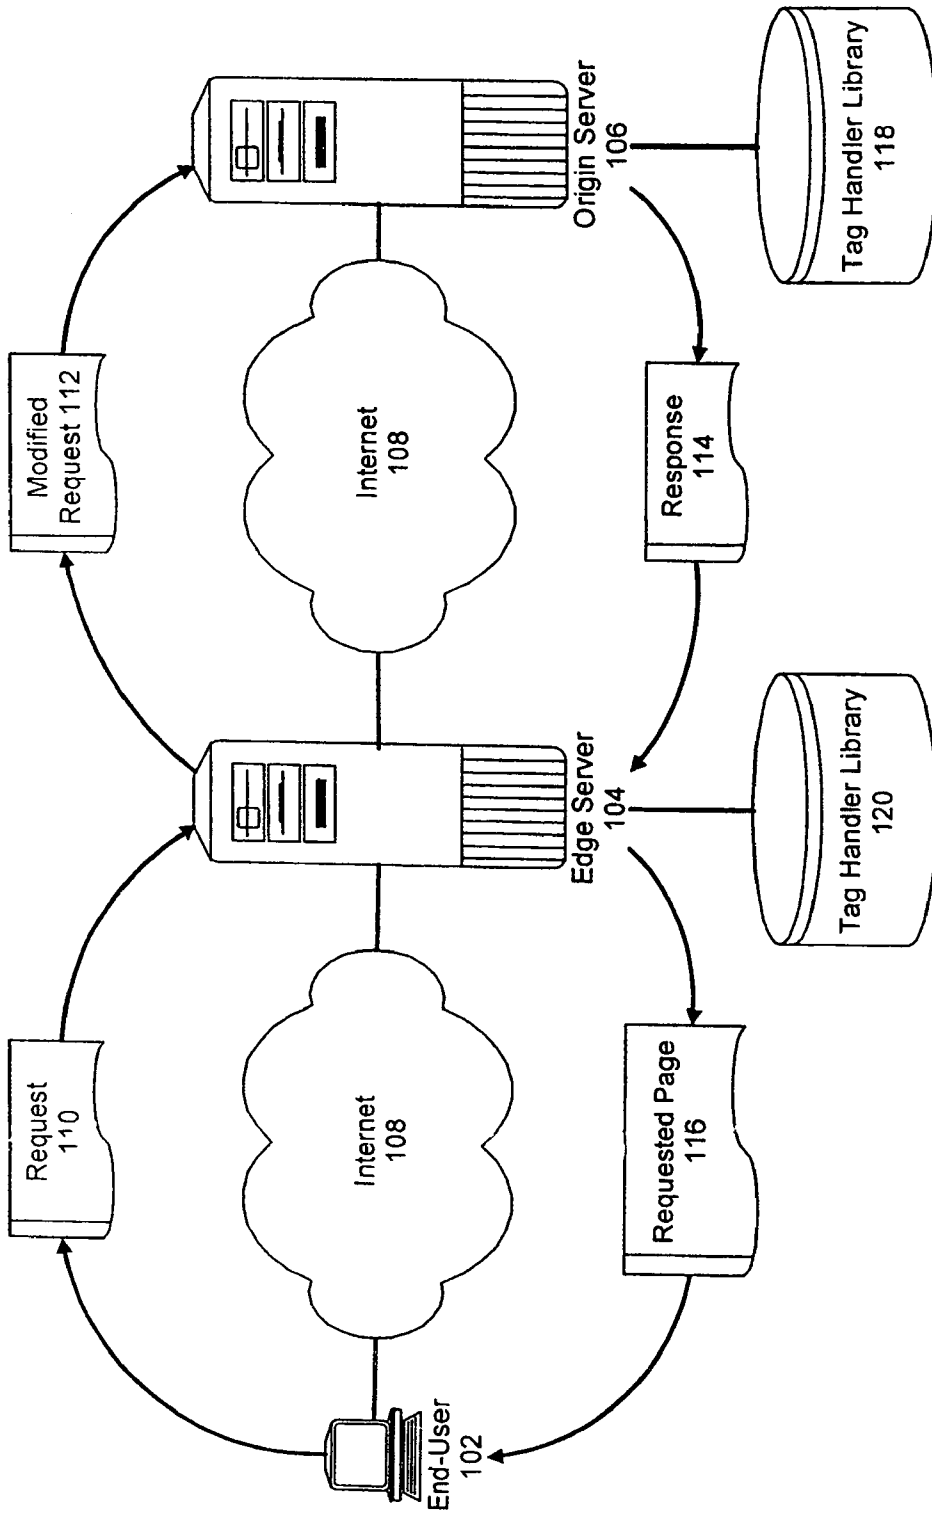 Request
110
Modified
Request 112
Internet
108
Internet
108
End-User
102
Edge Server
104
Origin Server
106
Requested Page
116
Response
114
Tag Handler Library
120
Tag Handler Library
118